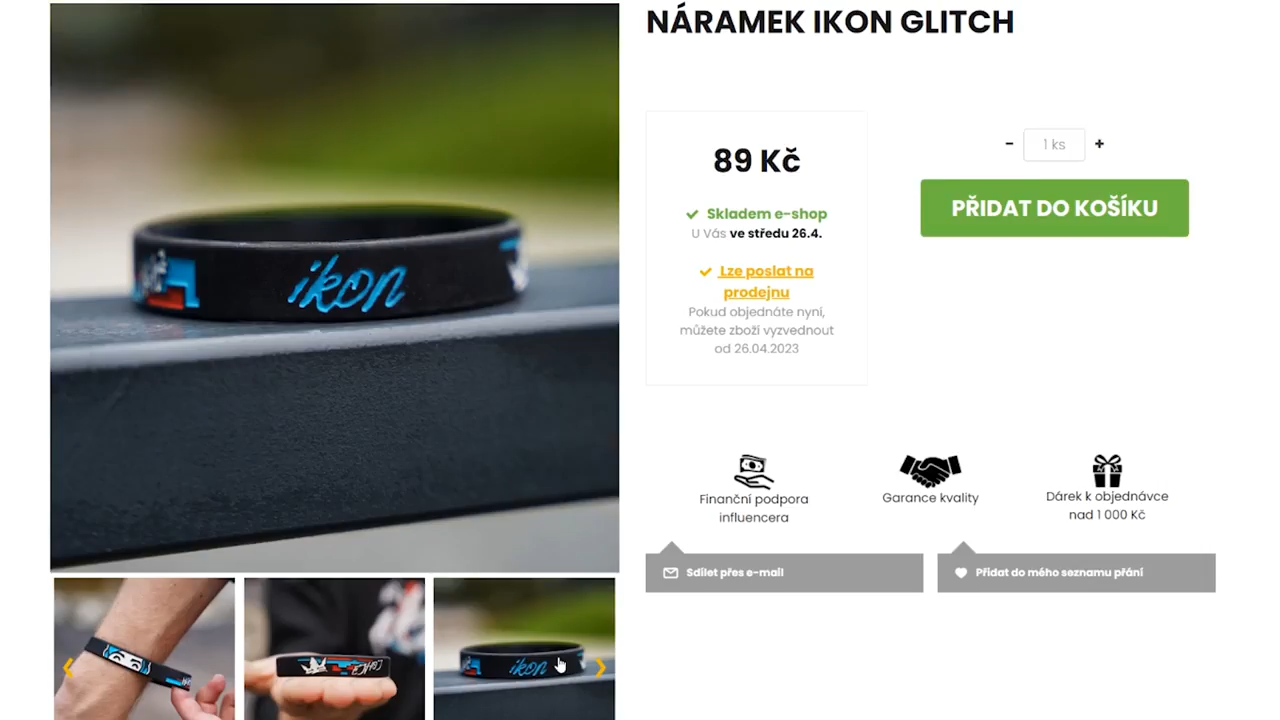 NÁRAMEK IKON GLITCH
ikon
89 Kč
Skladem e-shop
U Vás ve středu 26.4.
Lze poslat na
prodejnu
Pokud objednáte nyní,
můžete zboží vyzvednout
od 26.04.2023
- 1 ks +
PŘIDAT DO KOŠÍKU
Finanční podpora
influencera
Garance kvality
Dárek k objednávce
nad 1 000 Kč
Sdílet přes e-mail
Přidat do mého seznamu přání
ikon